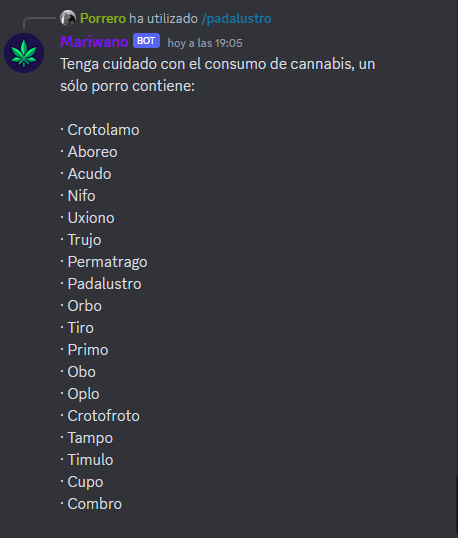 Porrero ha utilizado /padalustro
Mariwano BOT hoy a las 19:05
Tenga cuidado con el consumo de cannabis, un
sólo porro contiene:
· Crotolamo
· Aboreo
· Acudo
· Nifo
· Uxiono
· Trujo
· Permatrago
· Padalustro
· Orbo
· Tiro
· Primo
· Obo
· Oplo
· Crotofroto
· Tampo
· Timulo
· Cupo
· Combro